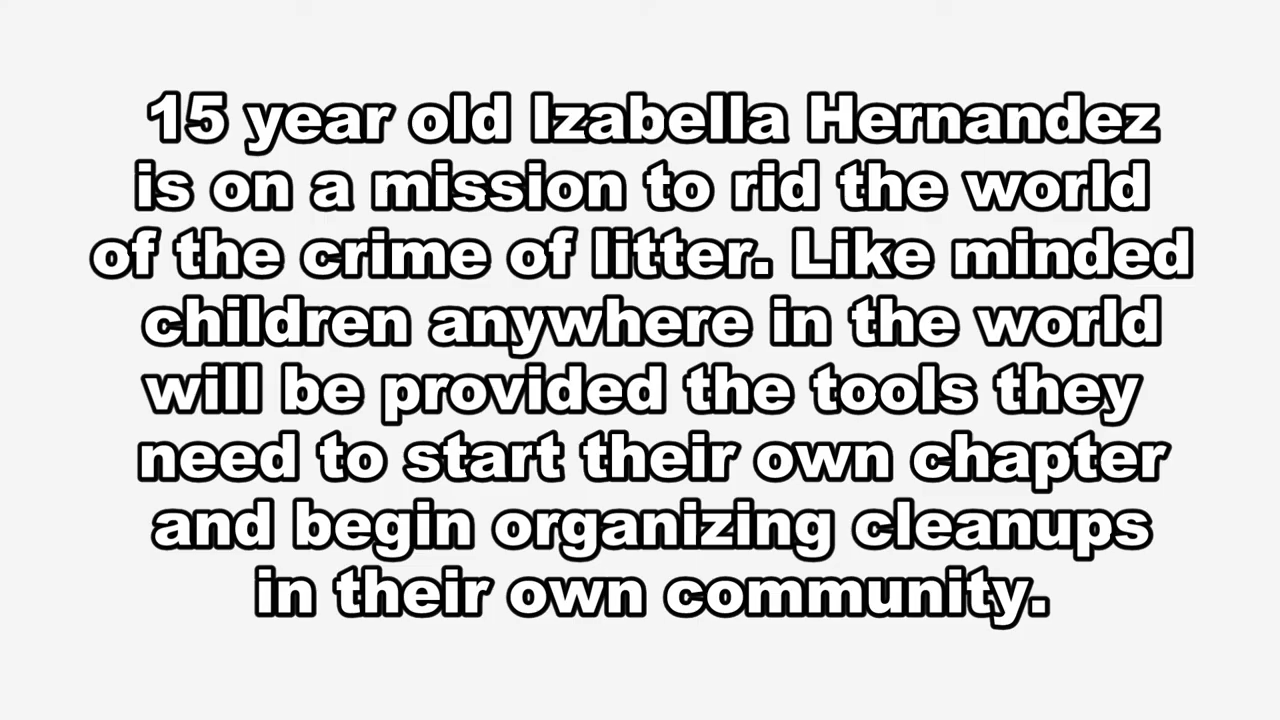 15 year old Izabella Hernandez
is on a mission to rid the world
of the crime of litter. Like minded
children anywhere in the world
will be provided the tools they
need to start their own chapter
and begin organizing cleanups
in their own community.